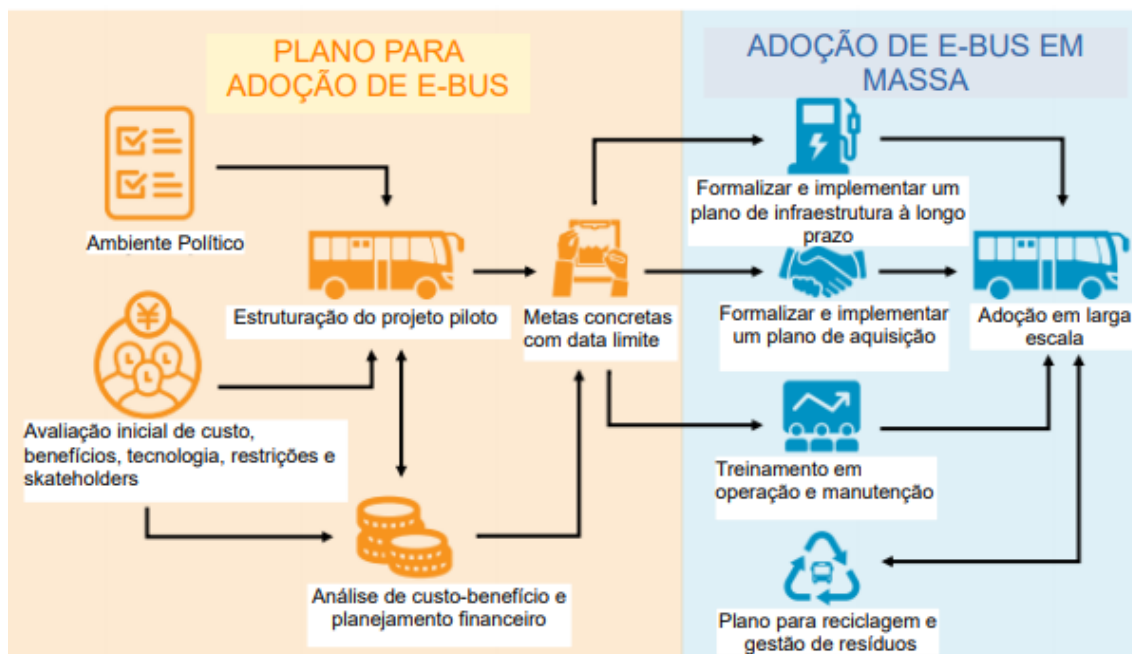 PLANO PARA
ADOÇÃO DE E-BUS
Ambiente Político
Estruturação do projeto piloto
Metas concretas
com data limite
Avaliação inicial de custo,
benefícios, tecnologia, restrições e
skateholders
Análise de custo-benefício e
planejamento financeiro
ADOÇÃO DE E-BUS EM
MASSA
Formalizar e implementar um
plano de infraestrutura à longo
prazo
Formalizar e implementar
um plano de aquisição
Adoção em larga
escala
Treinamento em
operação e manutenção
Plano para reciclagem e
gestão de resíduos